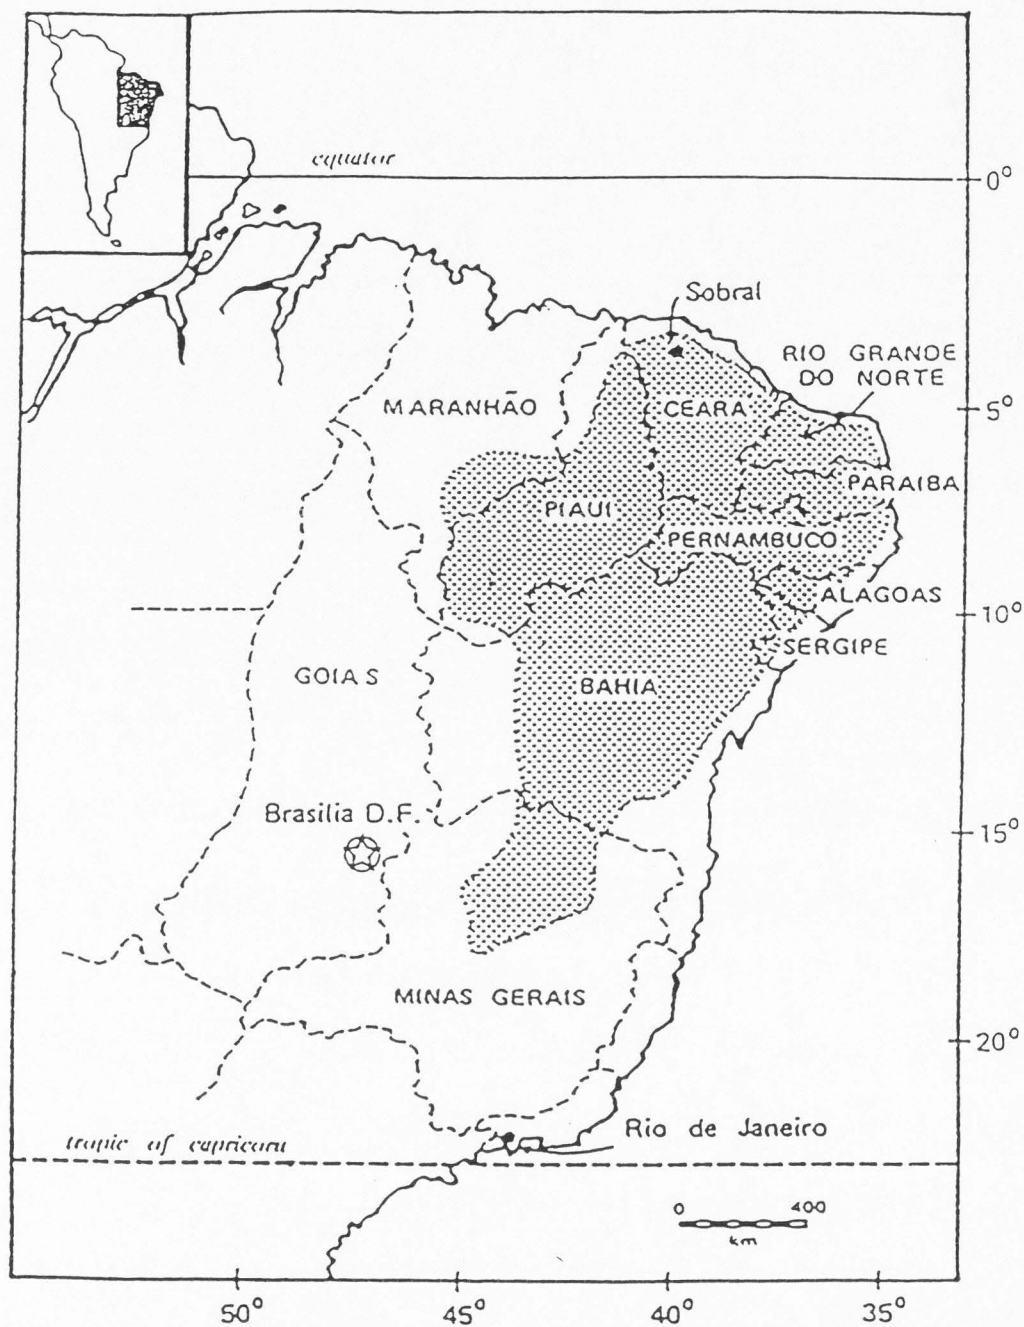 equator
0°
Sobral
RIO GRANDE
DO NORTE
MARANHÃO
CEARA
5°
PARAIBA
PIAUI
PERNAMBUCO
ALAGOAS
10°
SERGIPE
GOIAS
BAHIA
Brasilia D.F.
15°
MINAS GERAIS
20°
tropic of capricorn
Rio de Janeiro
0 400
km
50° 45° 40° 35°